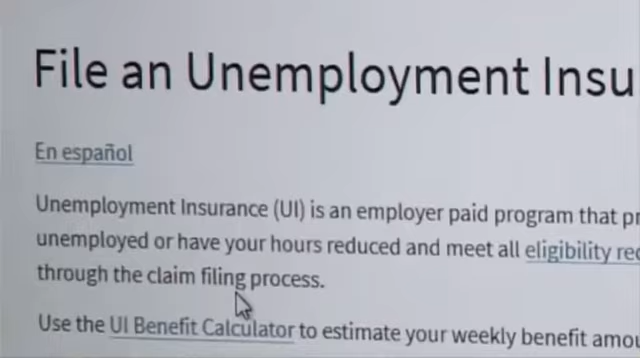 File an Unemployment Insu
En español
Unemployment Insurance (UI) is an employer paid program that pr
unemployed or have your hours reduced and meet all eligibility rec
through the claim filing process.
Use the UI Benefit Calculator to estimate your weekly benefit amou